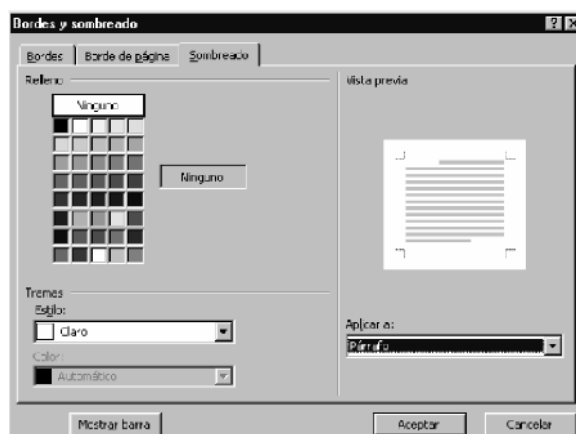 Bordes y sombreado
Bordes Borde de página Sombreado
Relleno
Ninguno
Ninguno
Vista previa
Tramas
Estilo:
Claro
Color:
Automático
Aplicar a:
Párrafo
Mostrar barra
Aceptar
Cancelar